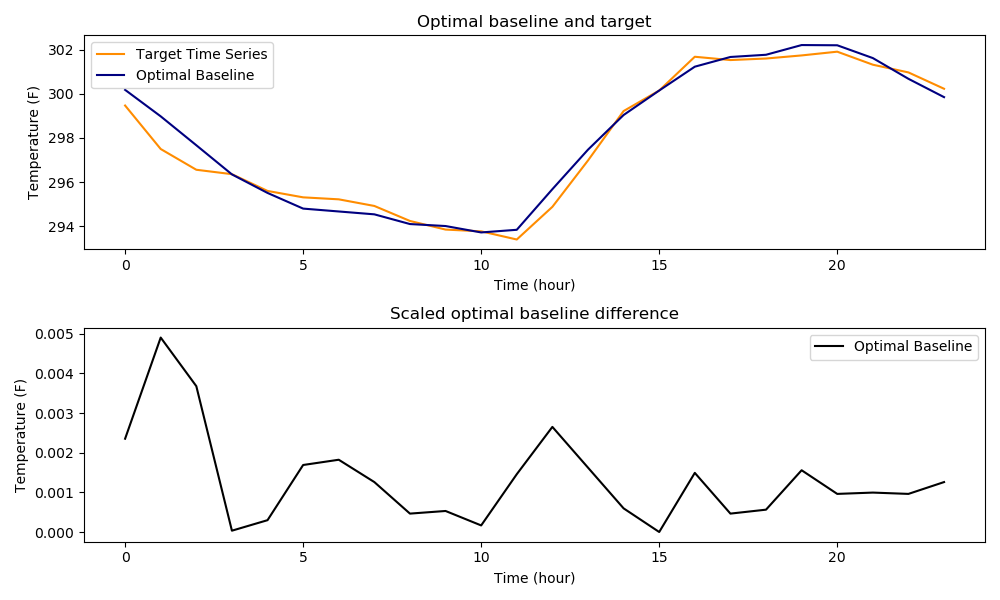 Optimal baseline and target
Target Time Series
Optimal Baseline
Temperature (F)
302
300
298
296
294
0
5
10
15
20
Time (hour)
Scaled optimal baseline difference
Optimal Baseline
Temperature (F)
0.005
0.004
0.003
0.002
0.001
0.000
0
5
10
15
20
Time (hour)